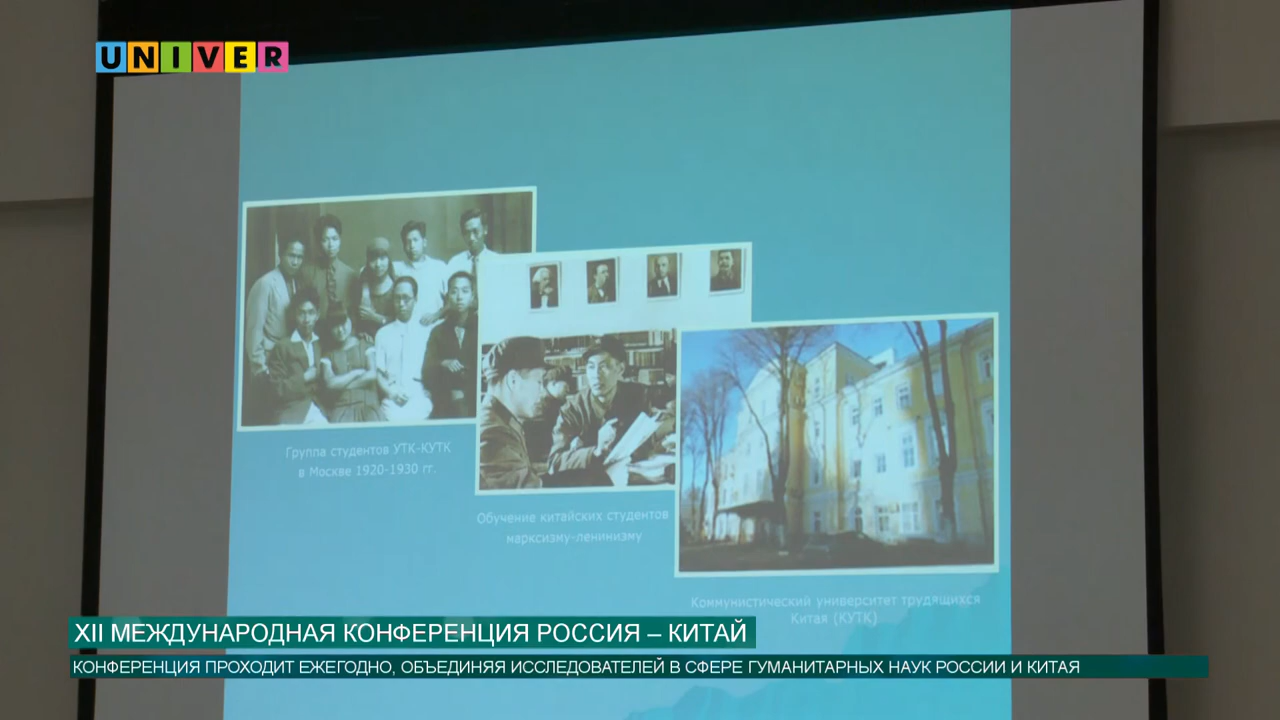 UNIVER
Группа студентов УТК-КУТК
в Москве 1920-1930 гг.
Обучение китайских студентов
марксизму-ленинизму
Коммунистический университет трудящихся
Китая (КУТК)
XII МЕЖДУНАРОДНАЯ КОНФЕРЕНЦИЯ РОССИЯ – КИТАЙ
КОНФЕРЕНЦИЯ ПРОХОДИТ ЕЖЕГОДНО, ОБЪЕДИНЯЯ ИССЛЕДОВАТЕЛЕЙ В СФЕРЕ ГУМАНИТАРНЫХ НАУК РОССИИ И КИТАЯ